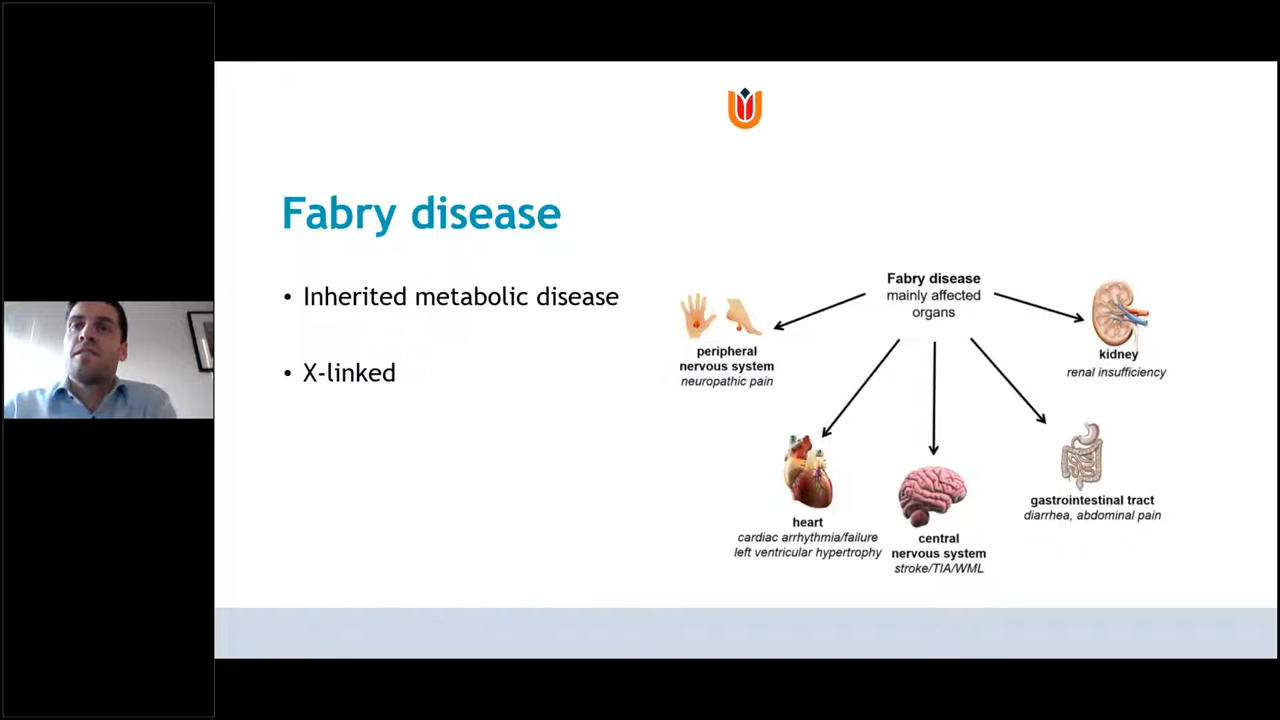 Fabry disease
• Inherited metabolic disease
• X-linked
Fabry disease
mainly affected
organs
peripheral
nervous system
neuropathic pain
kidney
renal insufficiency
heart
cardiac arrhythmia/failure
left ventricular hypertrophy
central
nervous system
stroke/TIA/WML
gastrointestinal tract
diarrhea, abdominal pain